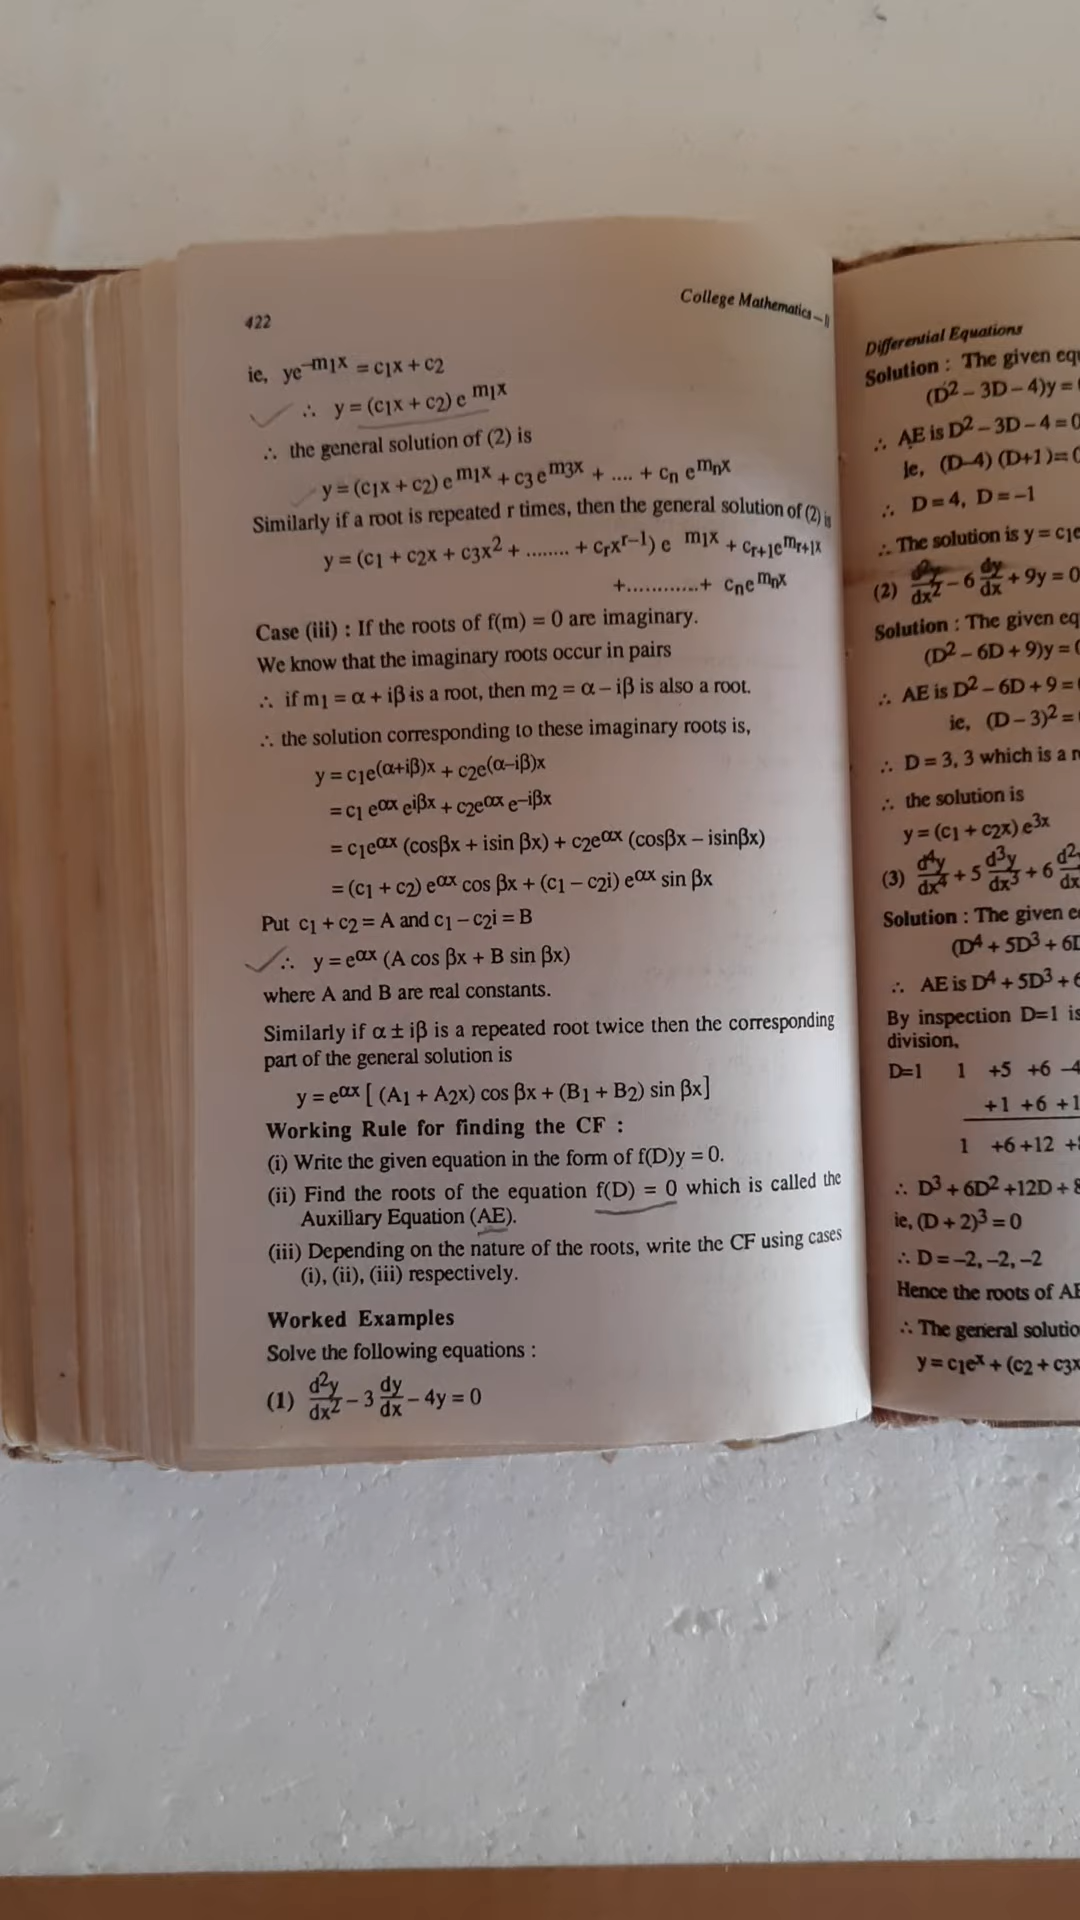 422
College Mathematics – II
ie, ye^–m1x = c1x + c2
∴ y = (c1x + c2) e^m1x
∴ the general solution of (2) is
y = (c1x + c2) e^m1x + c3 e^m3x + .... + cn e^mnx
Similarly if a root is repeated r times, then the general solution of (2) is
y = (c1 + c2x + c3x² + ........ + crx^r–1) e^m1x + cr+1e^mr+1x
+............+ cne^mnx
Case (iii) : If the roots of f(m) = 0 are imaginary.
We know that the imaginary roots occur in pairs
∴ if m1 = α + iβ is a root, then m2 = α – iβ is also a root.
∴ the solution corresponding to these imaginary roots is,
y = c1e^(α+iβ)x + c2e^(α–iβ)x
= c1 e^αx e^iβx + c2e^αx e^–iβx
= c1e^αx (cosβx + isin βx) + c2e^αx (cosβx – isinβx)
= (c1 + c2) e^αx cos βx + (c1 – c2i) e^αx sin βx
Put c1 + c2 = A and c1 – c2i = B
∴ y = e^αx (A cos βx + B sin βx)
where A and B are real constants.
Similarly if α ± iβ is a repeated root twice then the corresponding
part of the general solution is
y = e^αx [ (A1 + A2x) cos βx + (B1 + B2) sin βx]
Working Rule for finding the CF :
(i) Write the given equation in the form of f(D)y = 0.
(ii) Find the roots of the equation f(D) = 0 which is called the
Auxillary Equation (AE).
(iii) Depending on the nature of the roots, write the CF using cases
(i), (ii), (iii) respectively.
Worked Examples
Solve the following equations :
(1) d²y/dx² – 3 dy/dx – 4y = 0
Differential Equations
Solution : The given
(D² – 3D – 4)y =
∴ AE is D² – 3D – 4 = 0
ie, (D–4) (D+1)= 0
∴ D = 4, D = –1
∴ The solution is y =
(2) d²y/dx² – 6 dy/dx + 9y = 0
Solution : The given
(D² – 6D + 9)y =
∴ AE is D² – 6D + 9 =
ie, (D – 3)² =
∴ D = 3, 3 which is a
∴ the solution is
y = (c1 + c2x) e^3x
(3) d⁴y/dx⁴ + 5 d³y/dx³ + 6
Solution : The given
(D⁴ + 5D³ +
∴ AE is D⁴ + 5D³ +
By inspection D=1 is
division,
D=1 1 +5 +6 –4
+1 +6
1 +6 +12
∴ D³ + 6D² +12D + 8
ie, (D + 2)³ = 0
∴ D = –2, –2, –2
Hence the roots of
∴ The general
y = c1e^x + (c2 + c3x